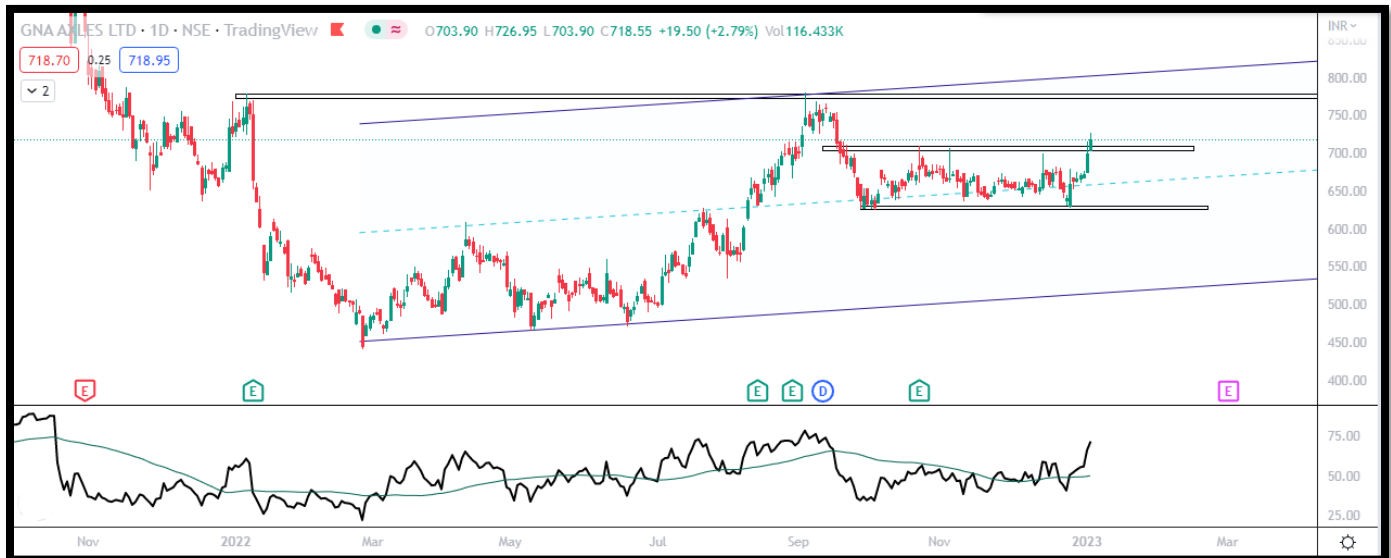 GNA AXLES LTD · 1D · NSE · TradingView O703.90 H726.95 L703.90 C718.55 +19.50 (+2.79%) Vol116.433K
INR
850.00
718.70 0.25 718.95
2
800.00
750.00
700.00
650.00
600.00
550.00
500.00
450.00
400.00
E E E E D E E
75.00
50.00
25.00
Nov 2022 Mar May Jul Sep Nov 2023 Mar